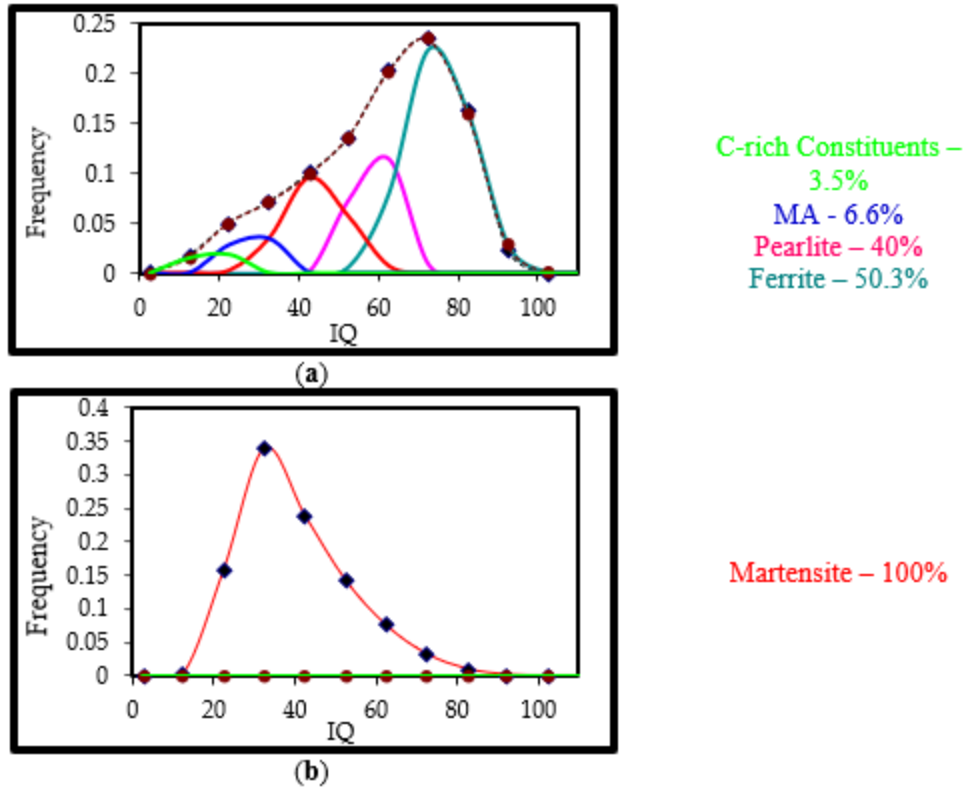 0.25
0.2
0.15
0.1
0.05
0
Frequency
0 20 40 60 80 100
IQ
C-rich Constituents –
3.5%
MA - 6.6%
Pearlite – 40%
Ferrite – 50.3%
(a)
0.4
0.35
0.3
0.25
0.2
0.15
0.1
0.05
0
Frequency
0 20 40 60 80 100
IQ
Martensite – 100%
(b)